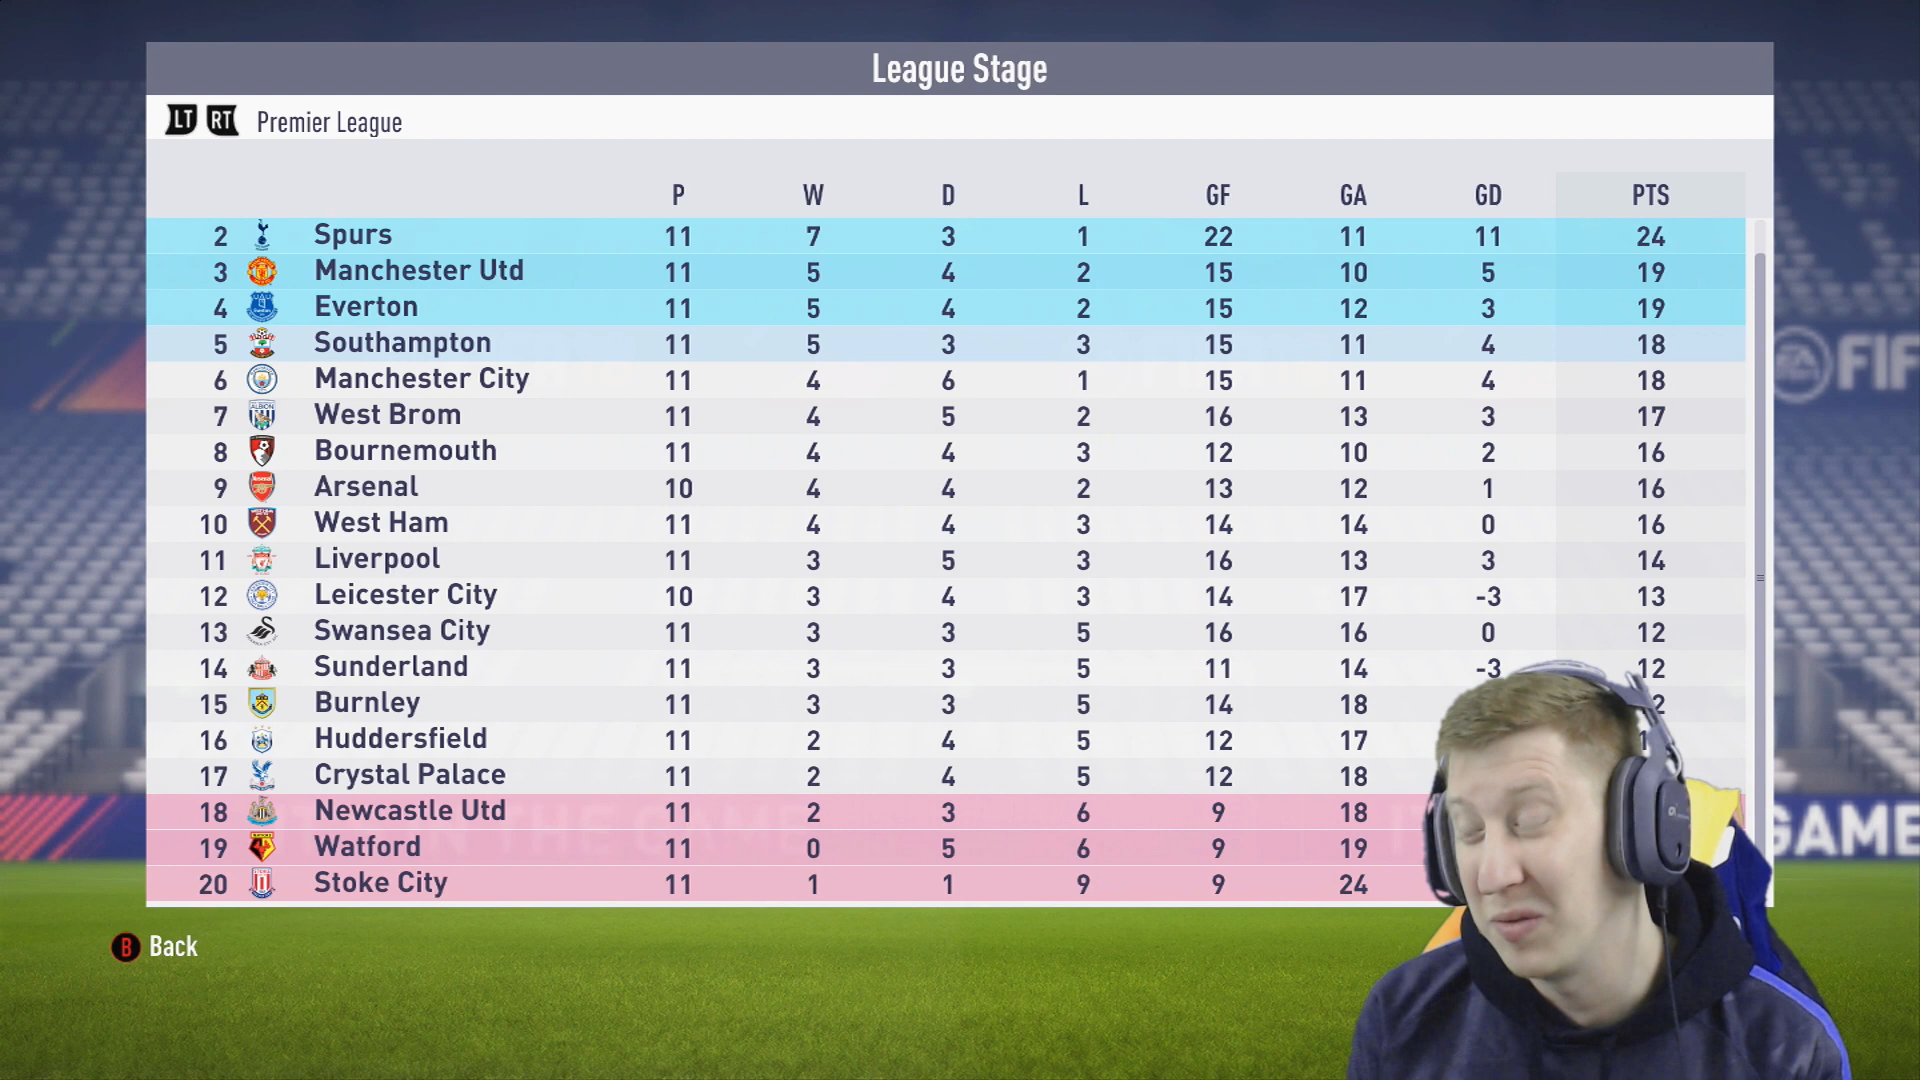 League Stage
LT RT Premier League
P W D L GF GA GD PTS
2 Spurs 11 7 3 1 22 11 11 24
3 Manchester Utd 11 5 4 2 15 10 5 19
4 Everton 11 5 4 2 15 12 3 19
5 Southampton 11 5 3 3 15 11 4 18
6 Manchester City 11 4 6 1 15 11 4 18
7 West Brom 11 4 5 2 16 13 3 17
8 Bournemouth 11 4 4 3 12 10 2 16
9 Arsenal 10 4 4 2 13 12 1 16
10 West Ham 11 4 4 3 14 14 0 16
11 Liverpool 11 3 5 3 16 13 3 14
12 Leicester City 10 3 4 3 14 17 -3 13
13 Swansea City 11 3 3 5 16 16 0 12
14 Sunderland 11 3 3 5 11 14 -3 12
15 Burnley 11 3 3 5 14 18
16 Huddersfield 11 2 4 5 12 17
17 Crystal Palace 11 2 4 5 12 18
18 Newcastle Utd 11 2 3 6 9 18
19 Watford 11 0 5 6 9 19
20 Stoke City 11 1 1 9 9 24
B Back
EA
GAME